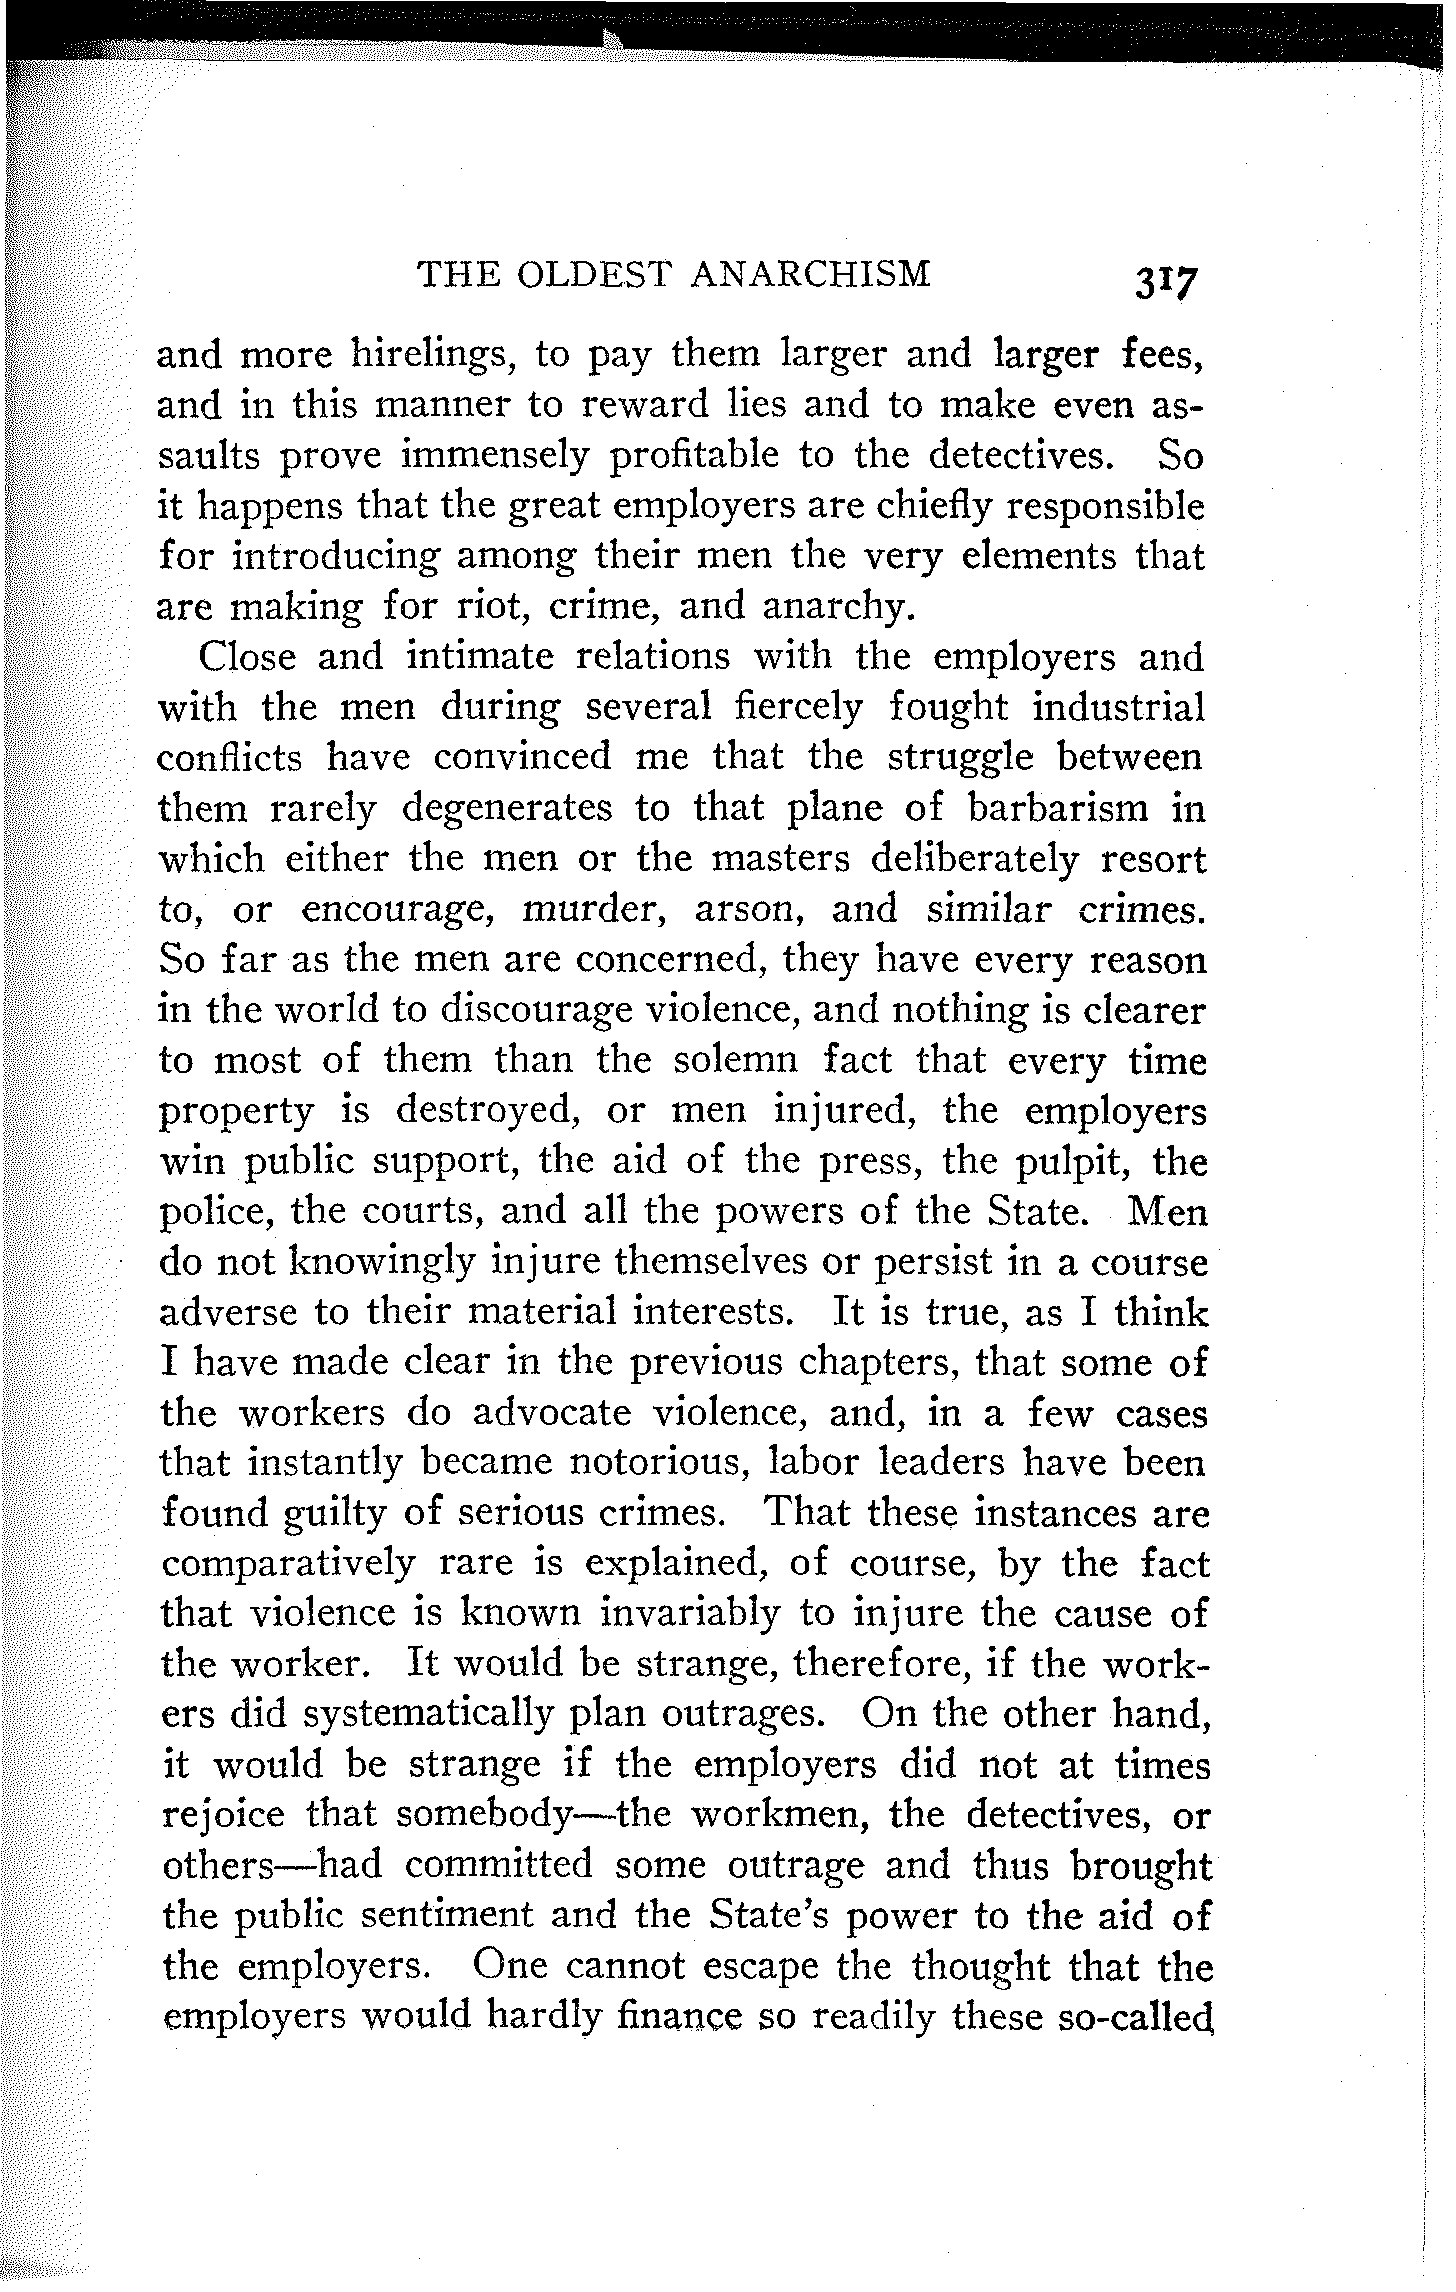 THE OLDEST ANARCHISM 317
and more hirelings, to pay them larger and larger fees,
and in this manner to reward lies and to make even as-
saults prove immensely profitable to the detectives. So
it happens that the great employers are chiefly responsible
for introducing among their men the very elements that
are making for riot, crime, and anarchy.
Close and intimate relations with the employers and
with the men during several fiercely fought industrial
conflicts have convinced me that the struggle between
them rarely degenerates to that plane of barbarism in
which either the men or the masters deliberately resort
to, or encourage, murder, arson, and similar crimes.
So far as the men are concerned, they have every reason
in the world to discourage violence, and nothing is clearer
to most of them than the solemn fact that every time
property is destroyed, or men injured, the employers
win public support, the aid of the press, the pulpit, the
police, the courts, and all the powers of the State. Men
do not knowingly injure themselves or persist in a course
adverse to their material interests. It is true, as I think
I have made clear in the previous chapters, that some of
the workers do advocate violence, and, in a few cases
that instantly became notorious, labor leaders have been
found guilty of serious crimes. That these instances are
comparatively rare is explained, of course, by the fact
that violence is known invariably to injure the cause of
the worker. It would be strange, therefore, if the work-
ers did systematically plan outrages. On the other hand,
it would be strange if the employers did not at times
rejoice that somebody—the workmen, the detectives, or
others—had committed some outrage and thus brought
the public sentiment and the State's power to the aid of
the employers. One cannot escape the thought that the
employers would hardly finance so readily these so-called